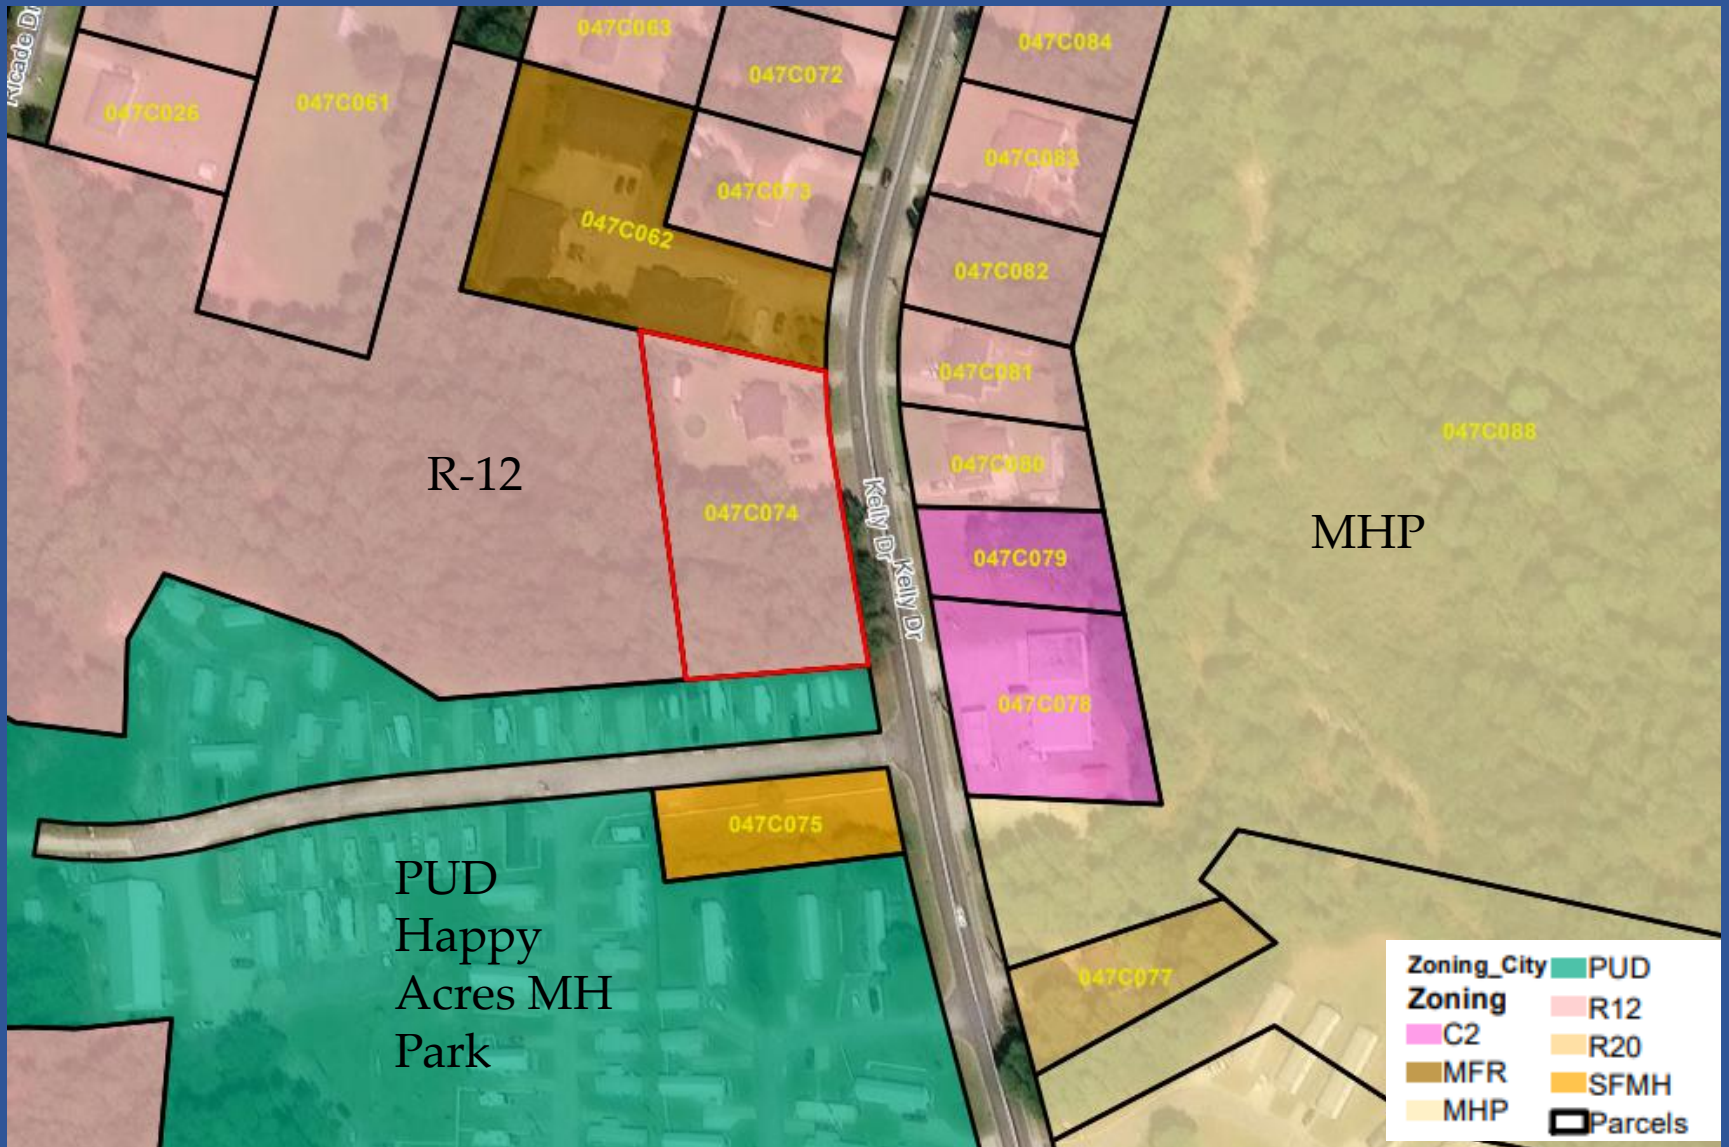 Ricade Dr
047C063
047C084
047C072
047C026
047C061
047C083
047C073
047C062
047C082
047C081
047C088
047C080
R-12
047C074
Kelly Dr
Kelly Dr
MHP
047C079
047C078
047C075
PUD
Happy
Acres MH
Park
047C077
Zoning_City
Zoning
C2
MFR
MHP
PUD
R12
R20
SFMH
Parcels